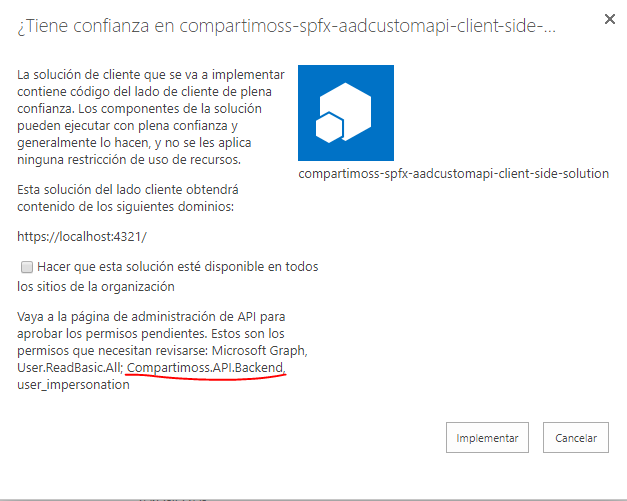 ¿Tiene confianza en compartimoss-spfx-aadcustomapi-client-side-...
La solución de cliente que se va a implementar
contiene código del lado de cliente de plena
confianza. Los componentes de la solución
pueden ejecutar con plena confianza y
generalmente lo hacen, y no se les aplica
ninguna restricción de uso de recursos.
compartimoss-spfx-aadcustomapi-client-side-solution
Esta solución del lado cliente obtendrá
contenido de los siguientes dominios:
https://localhost:4321/
Hacer que esta solución esté disponible en todos
los sitios de la organización
Vaya a la página de administración de API para
aprobar los permisos pendientes. Estos son los
permisos que necesitan revisarse: Microsoft Graph,
User.ReadBasic.All; Compartimoss.API.Backend,
user_impersonation
Implementar
Cancelar